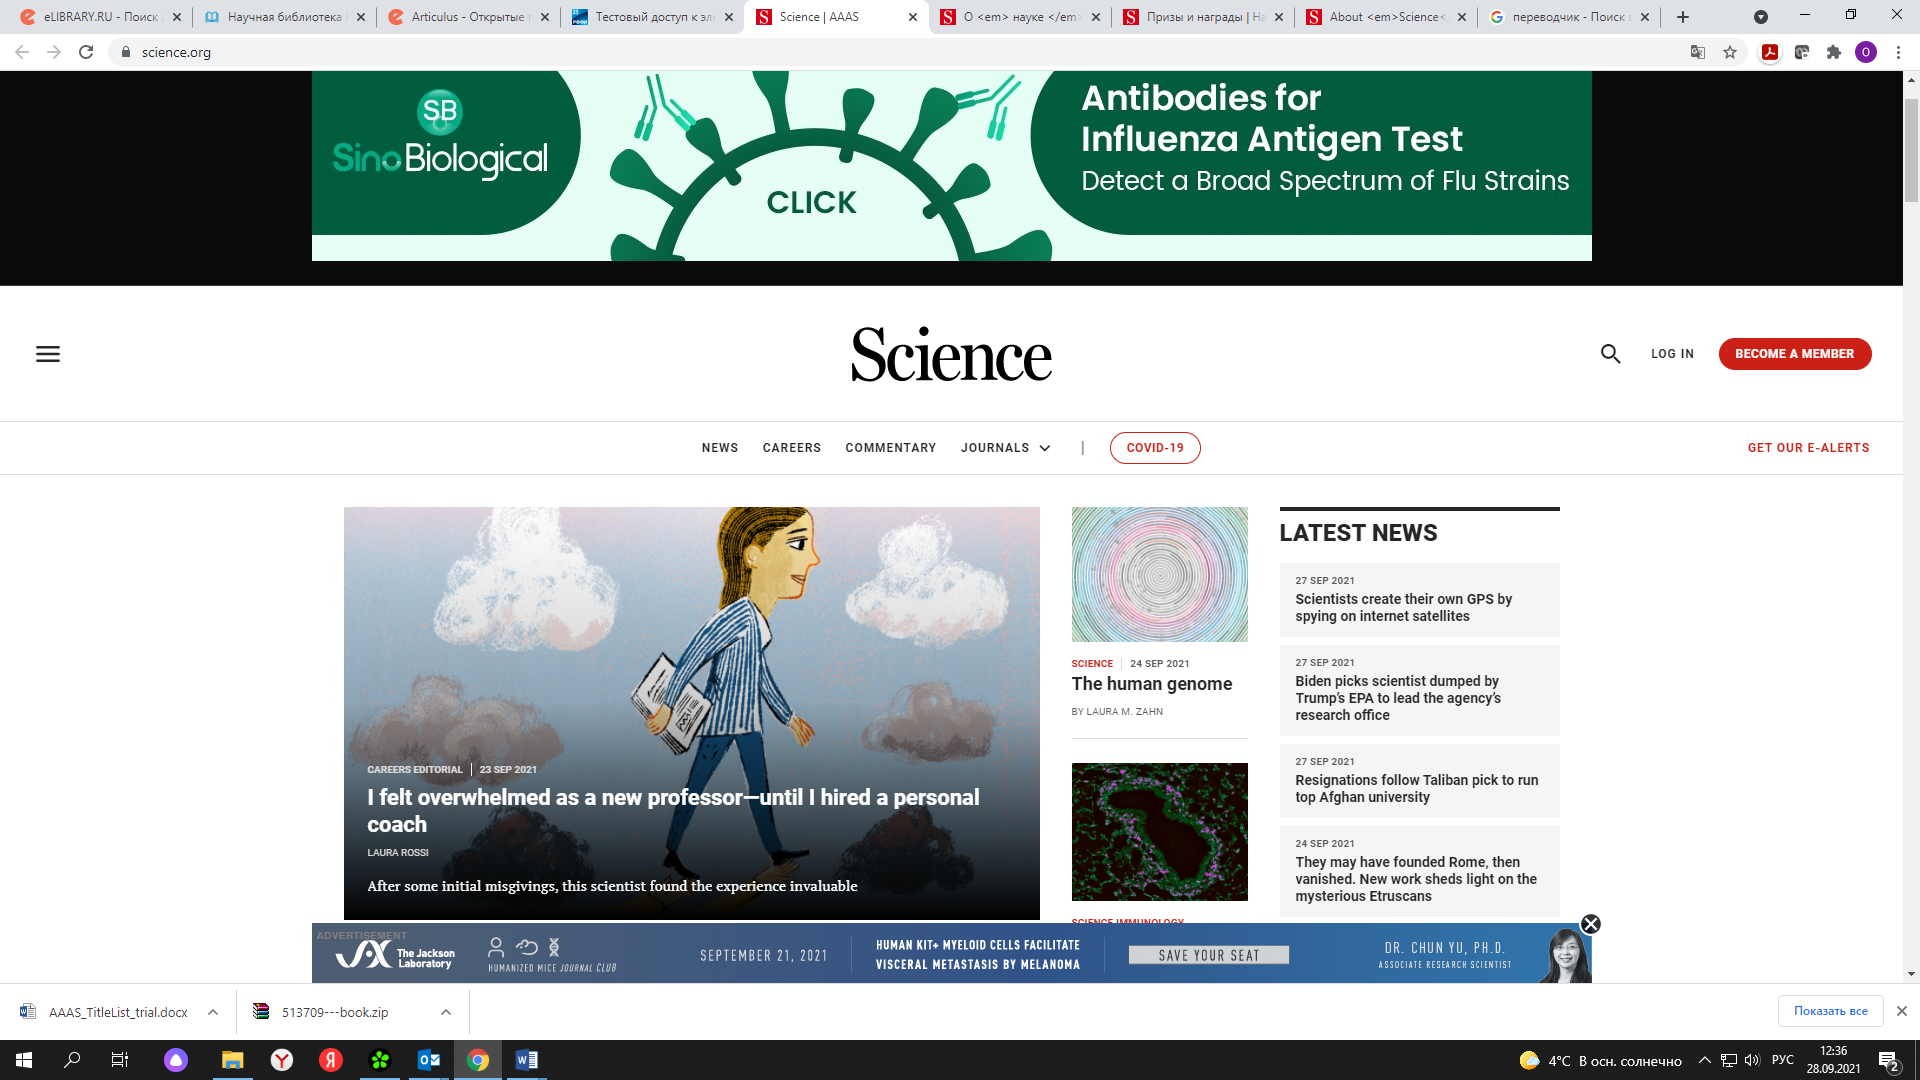 eLIBRARY.RU - Поиск
Научная библиотека
Articulus - Открытые
Тестовый доступ к эл
Science | AAAS
О <em> науке </em>
Призы и награды | На
About <em>Science<
переводчик - Поиск
science.org
O
SB
SinoBiological
CLICK
Antibodies for
Influenza Antigen Test
Detect a Broad Spectrum of Flu Strains
Science
LOG IN
BECOME A MEMBER
NEWS
CAREERS
COMMENTARY
JOURNALS
|
COVID-19
GET OUR E-ALERTS
CAREERS EDITORIAL | 23 SEP 2021
I felt overwhelmed as a new professor—until I hired a personal
coach
LAURA ROSSI
After some initial misgivings, this scientist found the experience invaluable
SCIENCE | 24 SEP 2021
The human genome
BY LAURA M. ZAHN
SCIENCE IMMUNOLOGY
LATEST NEWS
27 SEP 2021
Scientists create their own GPS by
spying on internet satellites
27 SEP 2021
Biden picks scientist dumped by
Trump’s EPA to lead the agency’s
research office
27 SEP 2021
Resignations follow Taliban pick to run
top Afghan university
24 SEP 2021
They may have founded Rome, then
vanished. New work sheds light on the
mysterious Etruscans
ADVERTISEMENT
JAX The Jackson
Laboratory
HUMANIZED MICE JOURNAL CLUB
SEPTEMBER 21, 2021
HUMAN KIT+ MYELOID CELLS FACILITATE
VISCERAL METASTASIS BY MELANOMA
SAVE YOUR SEAT
DR. CHUN YU, PH.D.
ASSOCIATE RESEARCH SCIENTIST
AAAS_TitleList_trial.docx
513709---book.zip
Показать все
4°C В осн. солнечно
РУС
12:36
28.09.2021
2